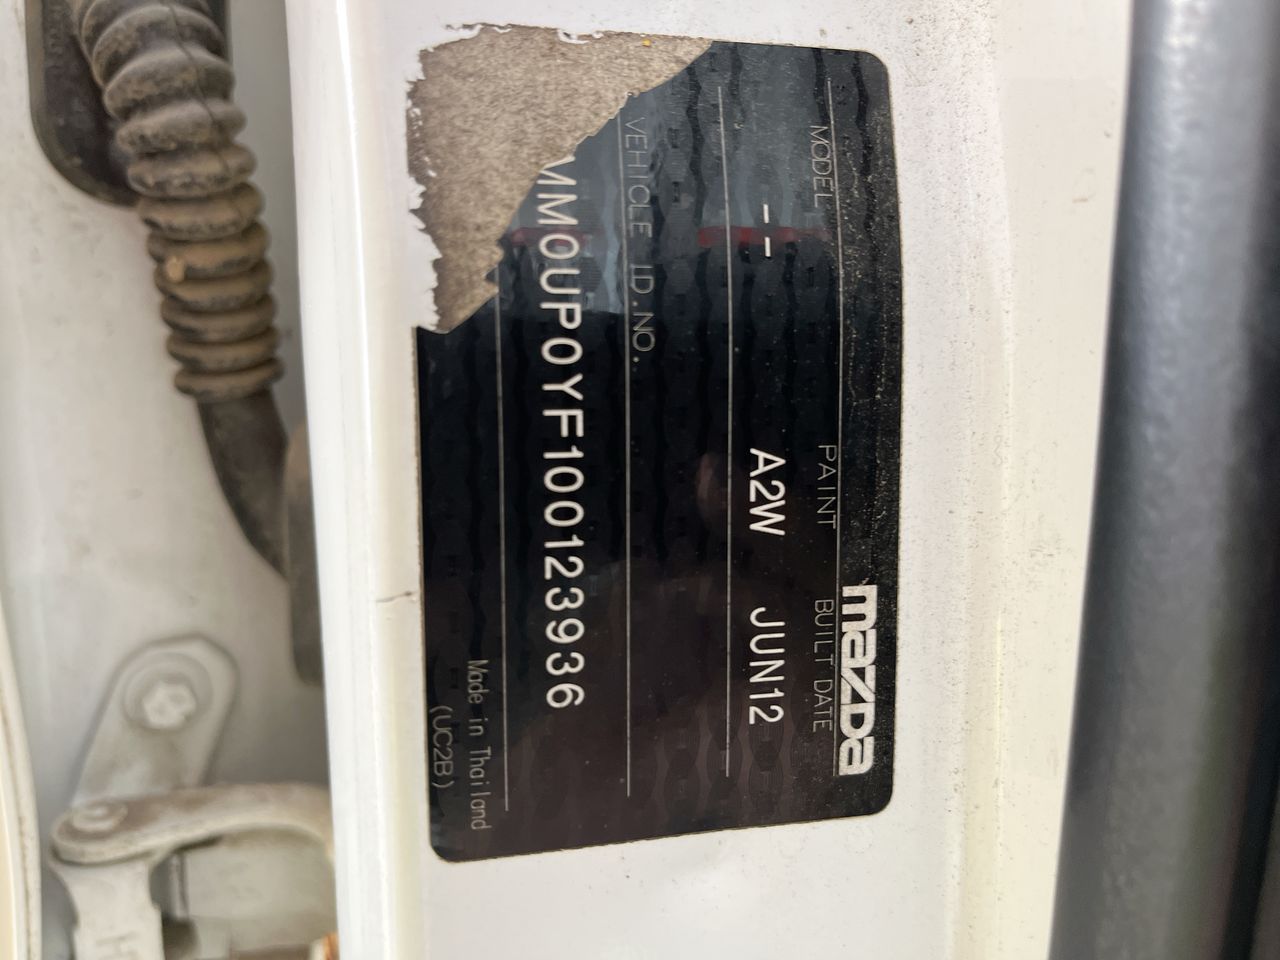 mazda
MODEL PAINT BUILT DATE
-- A2W JUN12
VEHICLE ID.NO.
MM0UP0YF100123936
Made in Thailand
(UC2B)